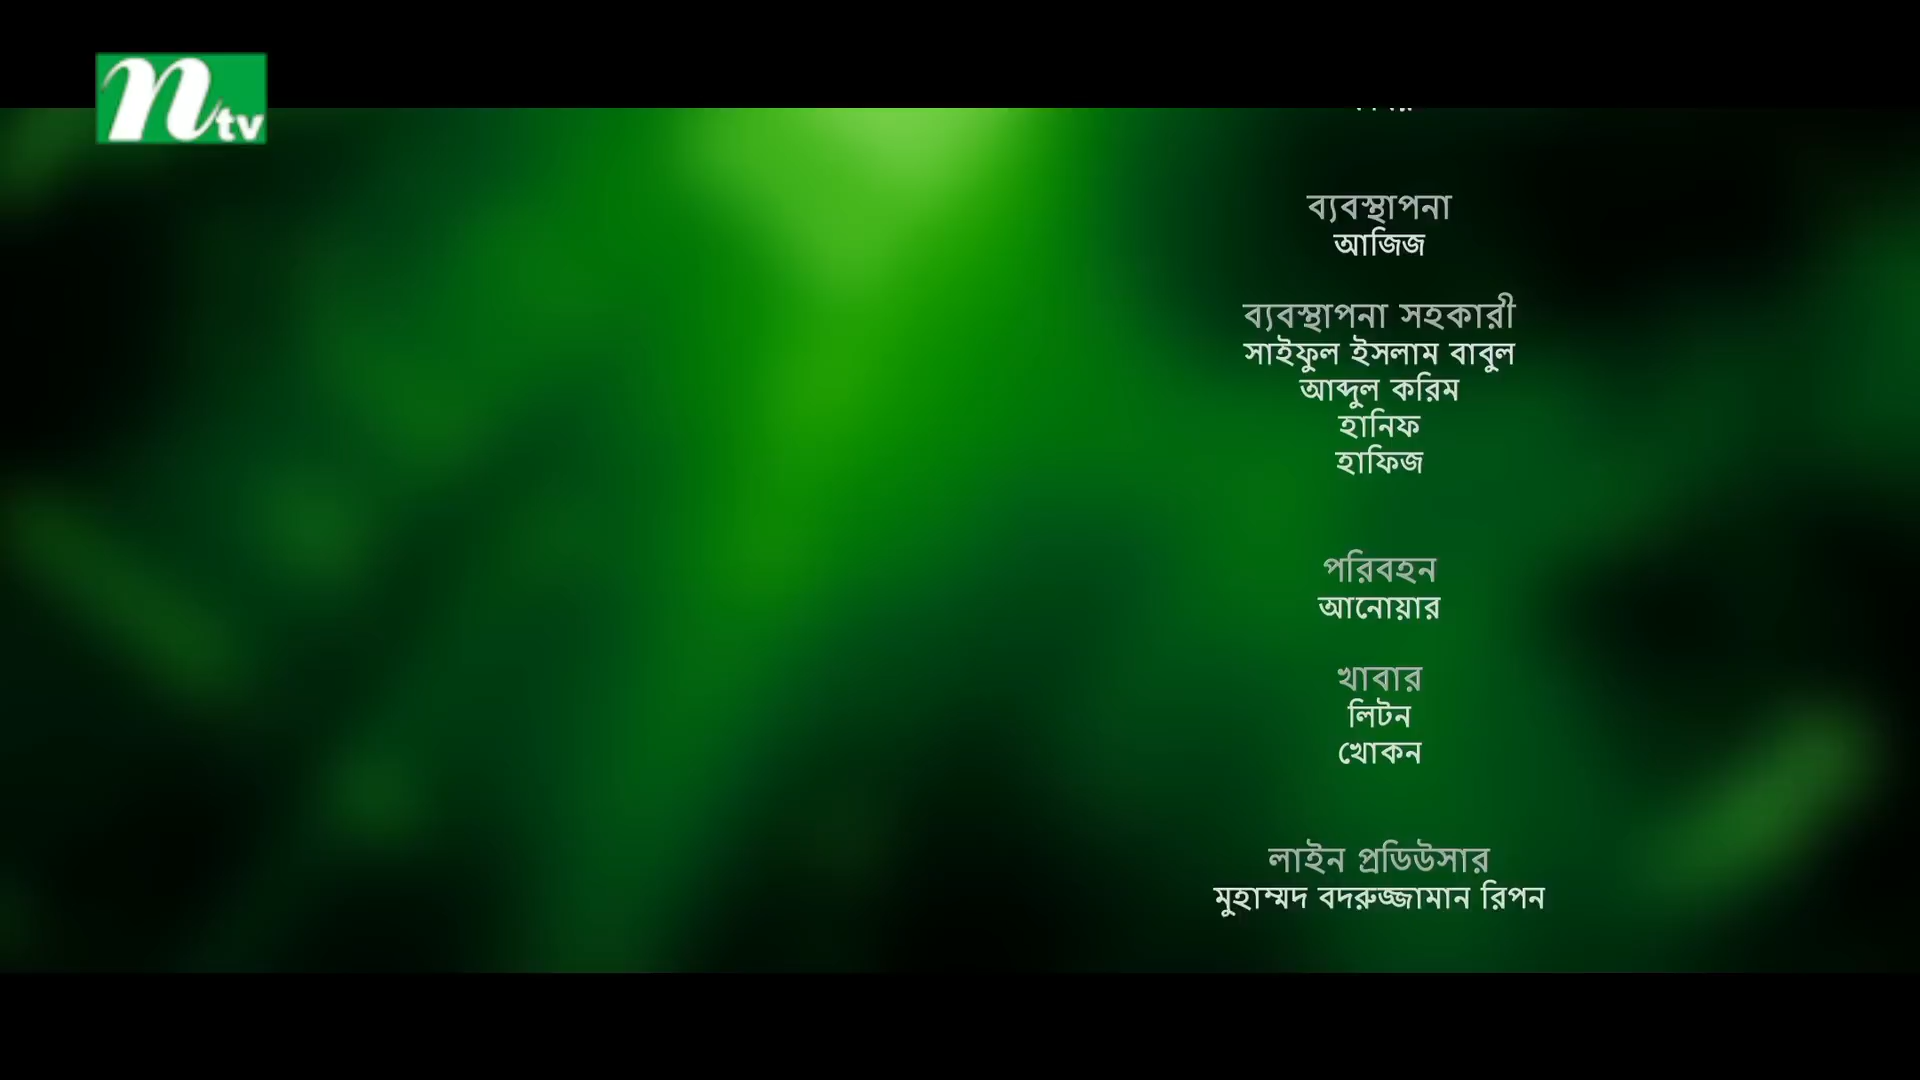 ntv
ব্যবস্থাপনা
আজিজ
ব্যবস্থাপনা সহকারী
সাইফুল ইসলাম বাবুল
আব্দুল করিম
হানিফ
হাফিজ
পরিবহন
আনোয়ার
খাবার
লিটন
খোকন
লাইন প্রডিউসার
মুহাম্মদ বদরুজ্জামান রিপন